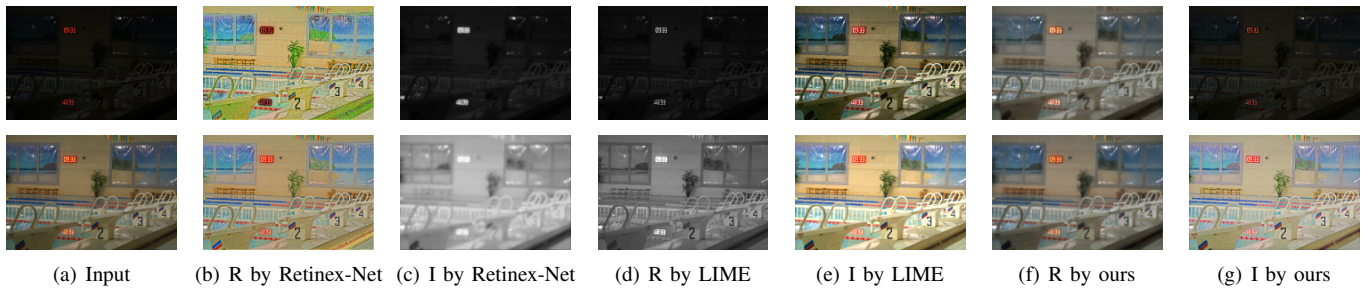 (a) Input
(b) R by Retinex-Net
(c) I by Retinex-Net
(d) R by LIME
(e) I by LIME
(f) R by ours
(g) I by ours